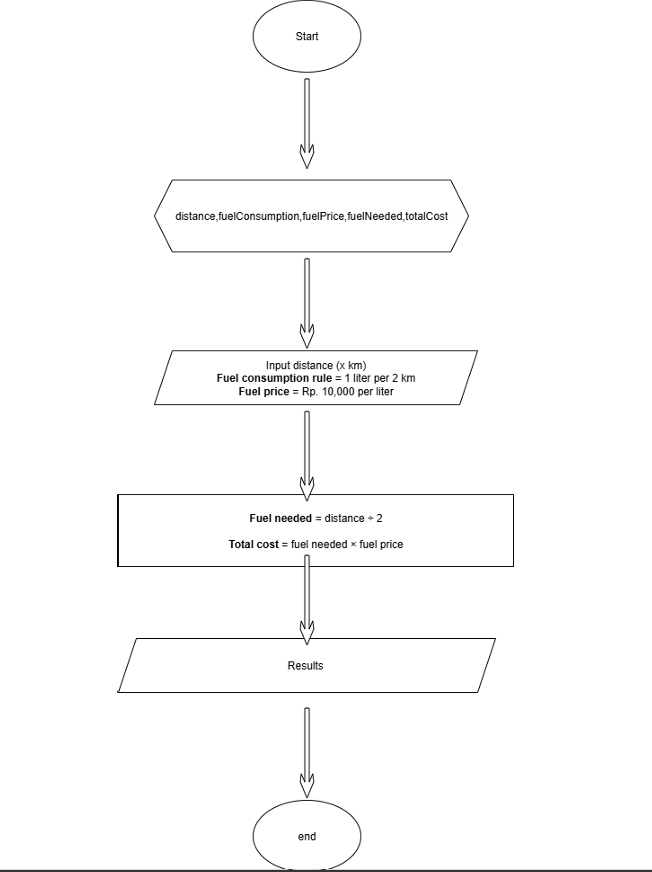 Start
distance,fuelConsumption,fuelPrice,fuelNeeded,totalCost
Input distance (x km)
Fuel consumption rule = 1 liter per 2 km
Fuel price = Rp. 10,000 per liter
Fuel needed = distance ÷ 2
Total cost = fuel needed × fuel price
Results
end